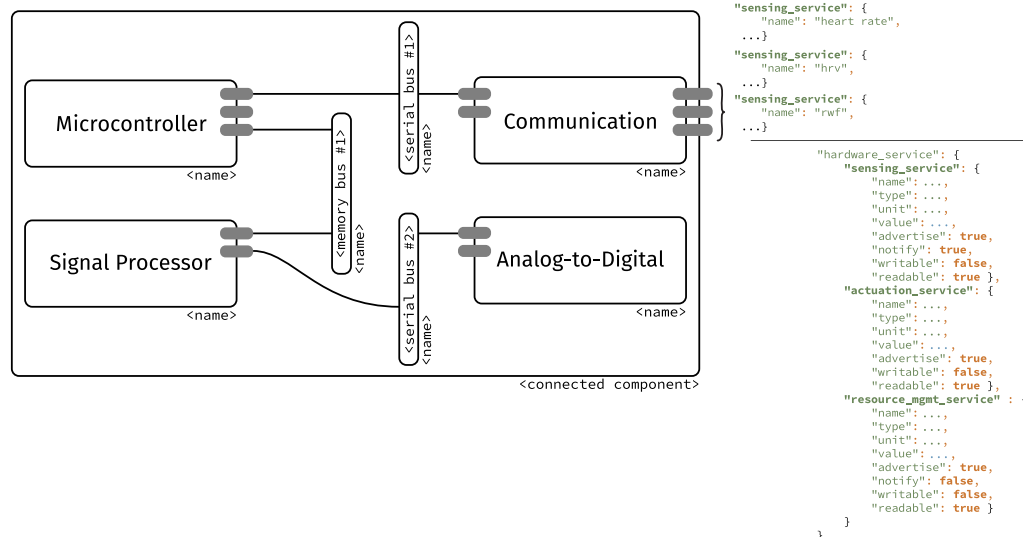 Microcontroller
<name>
Signal Processor
<name>
<memory bus #1>
<name>
<serial bus #1>
<name>
<serial bus #2>
<name>
Communication
<name>
Analog-to-Digital
<name>
<connected component>
"sensing_service": {
"name": "heart rate",
...}
"sensing_service": {
"name": "hrv",
...}
"sensing_service": {
"name": "rwf",
...}
"hardware_service": {
"sensing_service": {
"name": ...,
"type": ...,
"unit": ...,
"value": ...,
"advertise": true,
"notify": true,
"writable": false,
"readable": true },
"actuation_service": {
"name": ...,
"type": ...,
"unit": ...,
"value": ...,
"advertise": true,
"writable": false,
"readable": true },
"resource_mgmt_service" : {
"name": ...,
"type": ...,
"unit": ...,
"value": ...,
"advertise": true,
"notify": false,
"writable": false,
"readable": true }
}
}